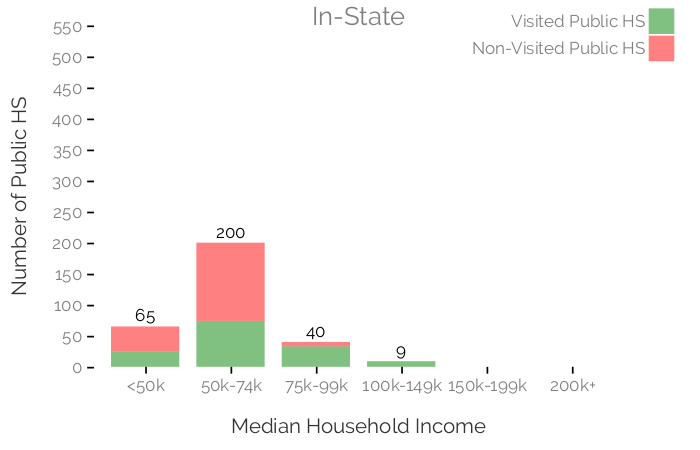 In-State
Visited Public HS
Non-Visited Public HS
Number of Public HS
550
500
450
400
350
300
250
200
150
100
50
0
65
200
40
9
<50k
50k-74k
75k-99k
100k-149k
150k-199k
200k+
Median Household Income